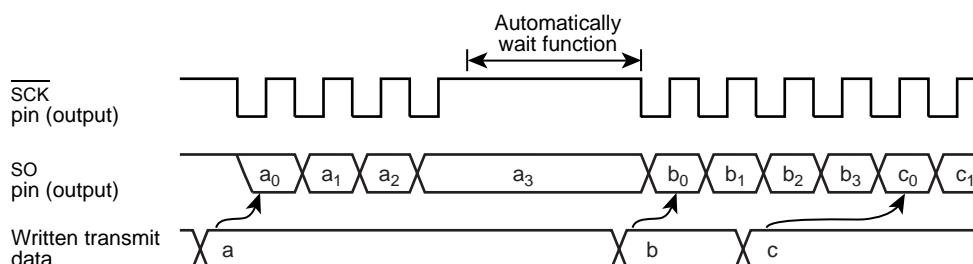 Automatically
wait function
SCK
pin (output)
SO
pin (output)
a0 a1 a2 a3 b0 b1 b2 b3 c0 c1
Written transmit
data
a b c